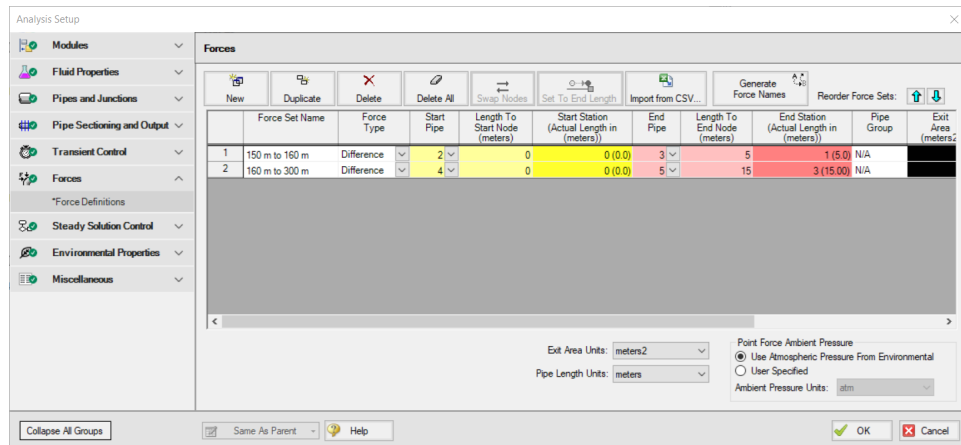 Analysis Setup
Modules
Fluid Properties
Pipes and Junctions
Pipe Sectioning and Output
Transient Control
Forces
*Force Definitions
Steady Solution Control
Environmental Properties
Miscellaneous
Collapse All Groups
Forces
New
Duplicate
Delete
Delete All
Swap Nodes
Set To End Length
Import from CSV...
Generate
Force Names
Reorder Force Sets:
Force Set Name
Force
Type
Start
Pipe
Length To
Start Node
(meters)
Start Station
(Actual Length in
(meters))
End
Pipe
Length To
End Node
(meters)
End Station
(Actual Length in
(meters))
Pipe
Group
Exit
Area
(meters2
1 150 m to 160 m Difference 2 0 0 (0.0) 3 5 1 (5.0) N/A
2 160 m to 300 m Difference 4 0 0 (0.0) 5 15 3 (15.00) N/A
Exit Area Units: meters2
Pipe Length Units: meters
Point Force Ambient Pressure
Use Atmospheric Pressure From Environmental
User Specified
Ambient Pressure Units: atm
Same As Parent
Help
OK
Cancel